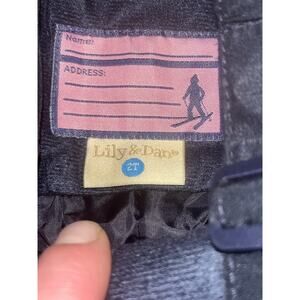 Name:
ADDRESS:
Lily & Dan
2T